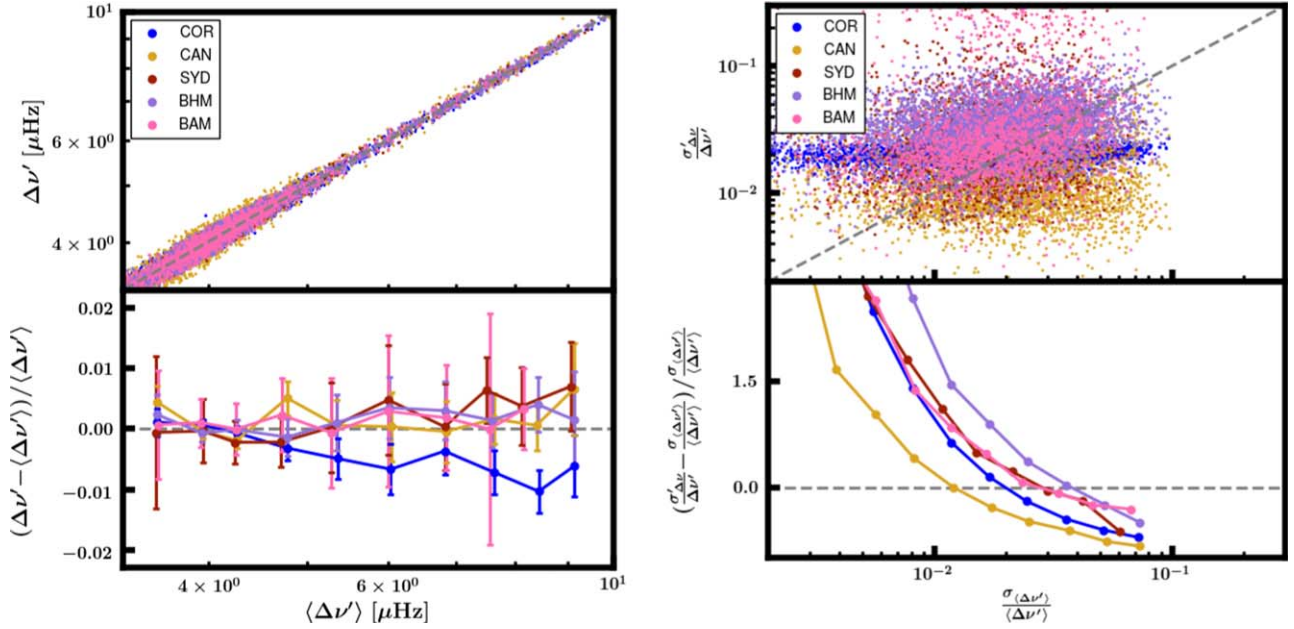 10¹
6 × 10⁰
4 × 10⁰
Δν′ [μHz]
COR
CAN
SYD
BHM
BAM
0.02
0.01
0.00
−0.01
−0.02
(Δν′−⟨Δν′⟩)/⟨Δν′⟩
4 × 10⁰
6 × 10⁰
10¹
⟨Δν′⟩ [μHz]
10⁻¹
10⁻²
σ′Δν / Δν′
COR
CAN
SYD
BHM
BAM
1.5
0.0
(σ′Δν / Δν′ − σ⟨Δν′⟩ / ⟨Δν′⟩) / σ⟨Δν′⟩ / ⟨Δν′⟩
10⁻²
10⁻¹
σ⟨Δν′⟩ / ⟨Δν′⟩